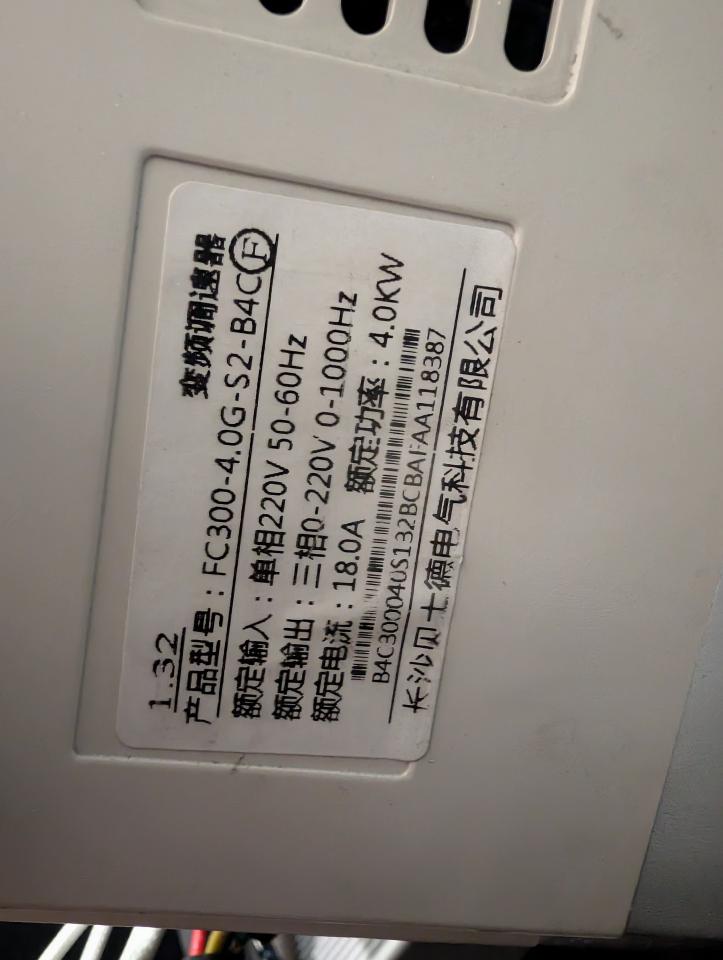 变频调速器
1.32
产品型号：FC300-4.0G-S2-B4C Ⓕ
额定输入：单相220V 50-60Hz
额定输出：三相0-220V 0-1000Hz
额定电流：18.0A 额定功率：4.0KW
B4C300040S132BCBAFAA118387
长沙贝士德电气科技有限公司